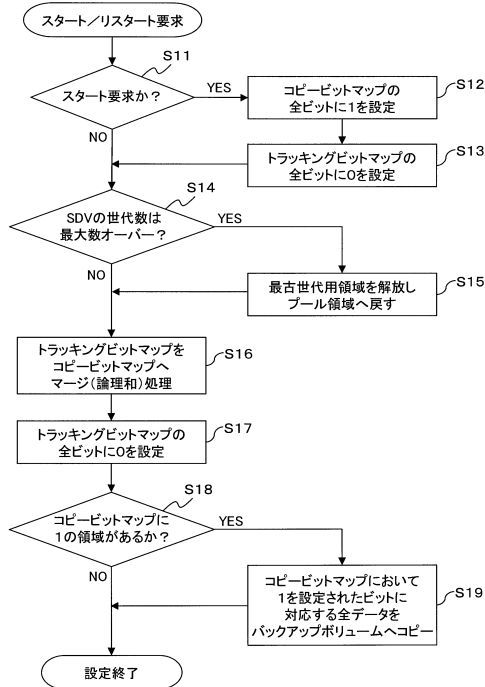 スタート／リスタート要求
S11
スタート要求か？
YES
NO
コピービットマップの
全ビットに1を設定
S12
トラッキングビットマップの
全ビットに0を設定
S13
S14
SDVの世代数は
最大数オーバー？
YES
NO
最古世代用領域を解放し
プール領域へ戻す
S15
トラッキングビットマップを
コピービットマップへ
マージ（論理和）処理
S16
トラッキングビットマップの
全ビットに0を設定
S17
S18
コピービットマップに
1の領域があるか？
YES
NO
コピービットマップにおいて
1を設定されたビットに
対応する全データを
バックアップボリュームへコピー
S19
設定終了